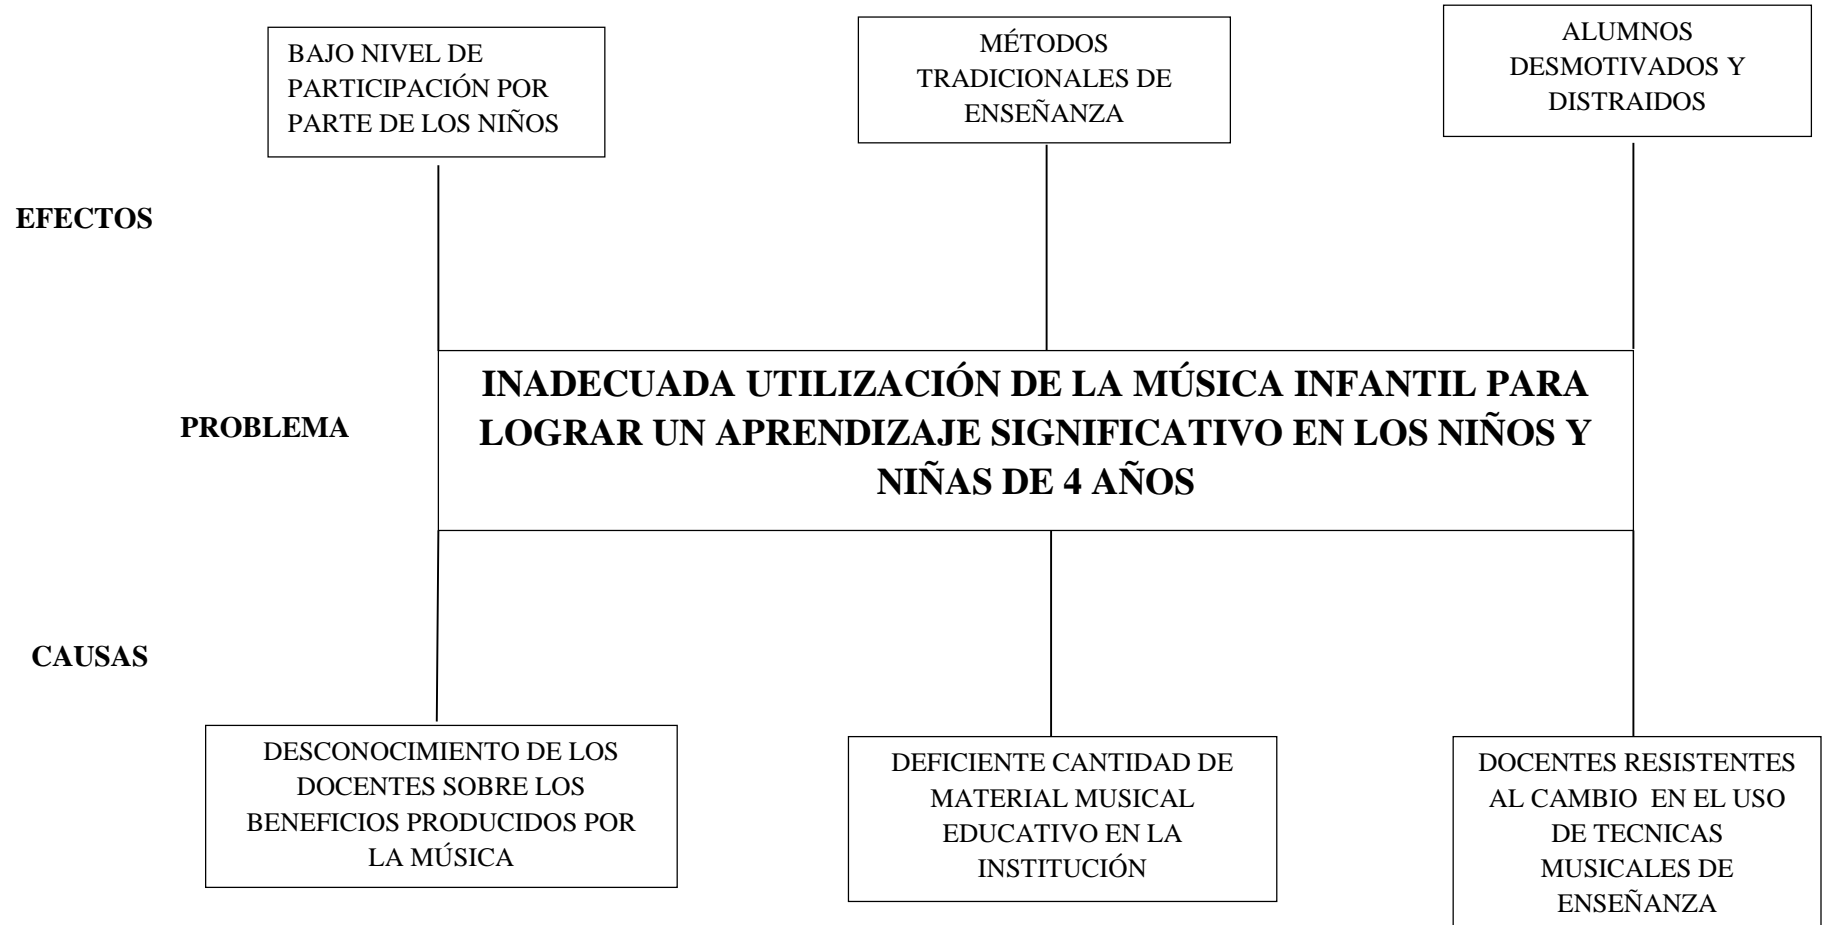 BAJO NIVEL DE
PARTICIPACIÓN POR
PARTE DE LOS NIÑOS
MÉTODOS
TRADICIONALES DE
ENSEÑANZA
ALUMNOS
DESMOTIVADOS Y
DISTRAIDOS
EFECTOS
PROBLEMA
INADECUADA UTILIZACIÓN DE LA MÚSICA INFANTIL PARA
LOGRAR UN APRENDIZAJE SIGNIFICATIVO EN LOS NIÑOS Y
NIÑAS DE 4 AÑOS
CAUSAS
DESCONOCIMIENTO DE LOS
DOCENTES SOBRE LOS
BENEFICIOS PRODUCIDOS POR
LA MÚSICA
DEFICIENTE CANTIDAD DE
MATERIAL MUSICAL
EDUCATIVO EN LA
INSTITUCIÓN
DOCENTES RESISTENTES
AL CAMBIO  EN EL USO
DE TECNICAS
MUSICALES DE
ENSEÑANZA